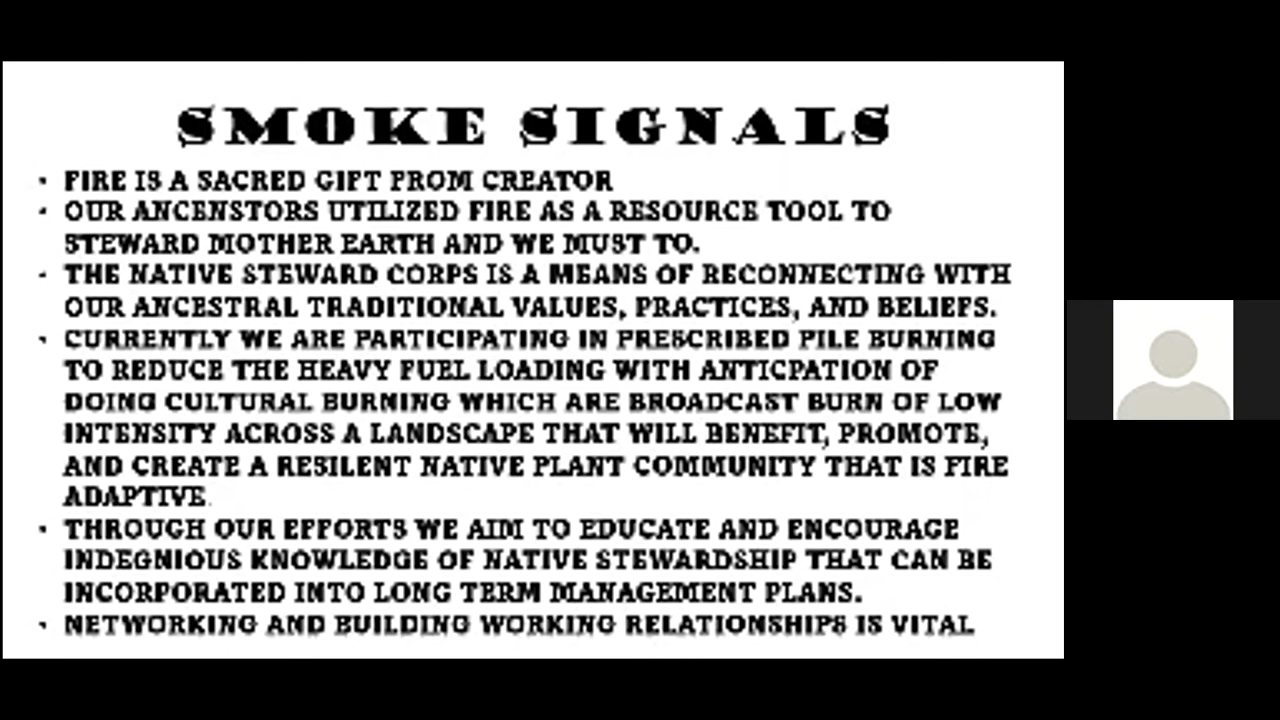 SMOKE SIGNALS
• FIRE IS A SACRED GIFT FROM CREATOR
• OUR ANCENSTORS UTILIZED FIRE AS A RESOURCE TOOL TO
STEWARD MOTHER EARTH AND WE MUST TO.
• THE NATIVE STEWARD CORPS IS A MEANS OF RECONNECTING WITH
OUR ANCESTRAL TRADITIONAL VALUES, PRACTICES, AND BELIEFS.
• CURRENTLY WE ARE PARTICIPATING IN PRESCRIBED PILE BURNING
TO REDUCE THE HEAVY FUEL LOADING WITH ANTICPATION OF
DOING CULTURAL BURNING WHICH ARE BROADCAST BURN OF LOW
INTENSITY ACROSS A LANDSCAPE THAT WILL BENEFIT, PROMOTE,
AND CREATE A RESILENT NATIVE PLANT COMMUNITY THAT IS FIRE
ADAPTIVE.
• THROUGH OUR EFFORTS WE AIM TO EDUCATE AND ENCOURAGE
INDEGNIOUS KNOWLEDGE OF NATIVE STEWARDSHIP THAT CAN BE
INCORPORATED INTO LONG TERM MANAGEMENT PLANS.
• NETWORKING AND BUILDING WORKING RELATIONSHIPS IS VITAL